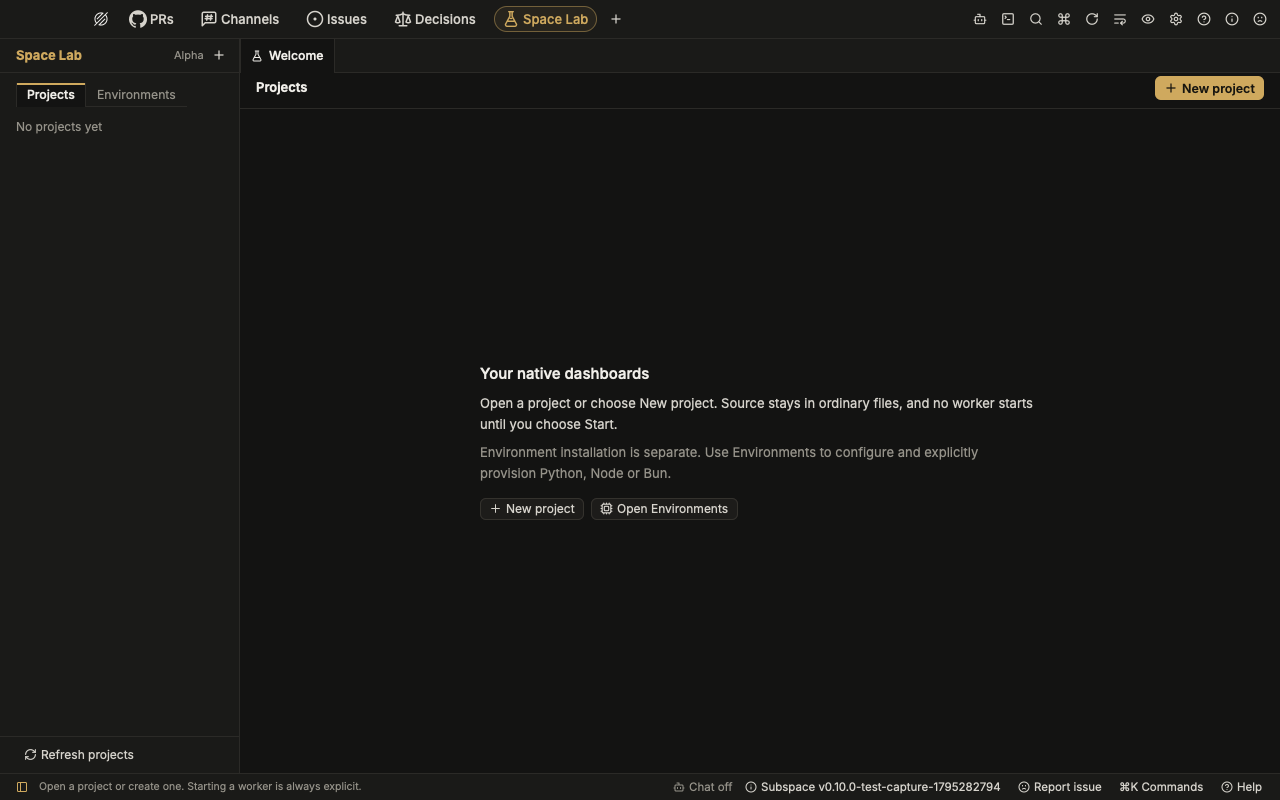 PRs Channels Issues Decisions Space Lab
Space Lab Alpha
Welcome
Projects Environments
Projects
New project
No projects yet
Your native dashboards
Open a project or choose New project. Source stays in ordinary files, and no worker starts
until you choose Start.
Environment installation is separate. Use Environments to configure and explicitly
provision Python, Node or Bun.
New project Open Environments
Refresh projects
Open a project or create one. Starting a worker is always explicit.
Chat off Subspace v0.10.0-test-capture-1795282794 Report issue ⌘K Commands Help